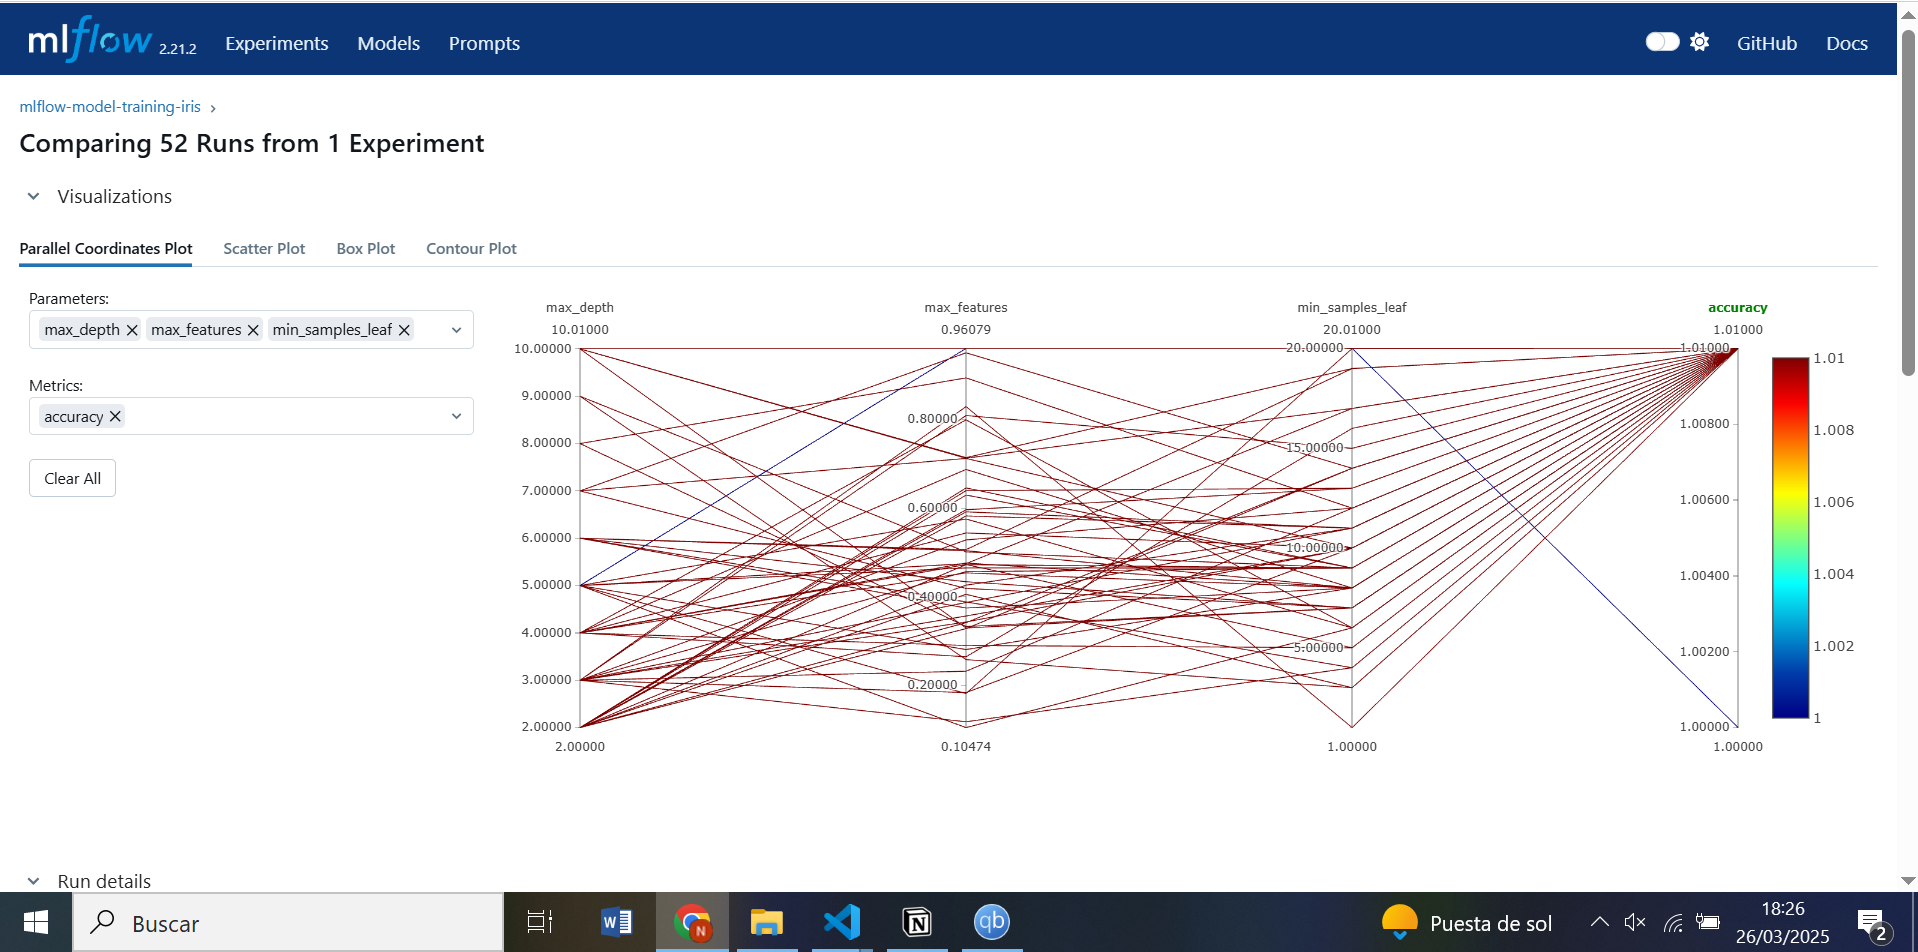 mlflow 2.21.2 Experiments Models Prompts GitHub Docs
mlflow-model-training-iris
Comparing 52 Runs from 1 Experiment
Visualizations
Parallel Coordinates Plot Scatter Plot Box Plot Contour Plot
Parameters:
max_depth max_features min_samples_leaf
Metrics:
accuracy
Clear All
max_depth max_features min_samples_leaf accuracy
10.01000 0.96079 20.01000 1.01000
10.00000
9.00000
8.00000
7.00000
6.00000
5.00000
4.00000
3.00000
2.00000
2.00000
0.80000
0.60000
0.40000
0.20000
0.10474
20.00000
15.00000
10.00000
5.00000
1.00000
1.01000
1.00800
1.00600
1.00400
1.00200
1.00000
1.00000
1.01
1.008
1.006
1.004
1.002
1
Run details
Buscar
W
N
N
qb
Puesta de sol
18:26
26/03/2025
2